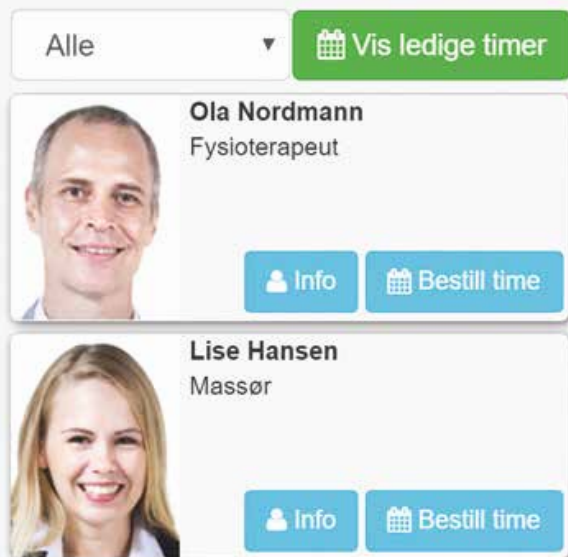 Alle
Vis ledige timer
Ola Nordmann
Fysioterapeut
Info
Bestill time
Lise Hansen
Massør
Info
Bestill time